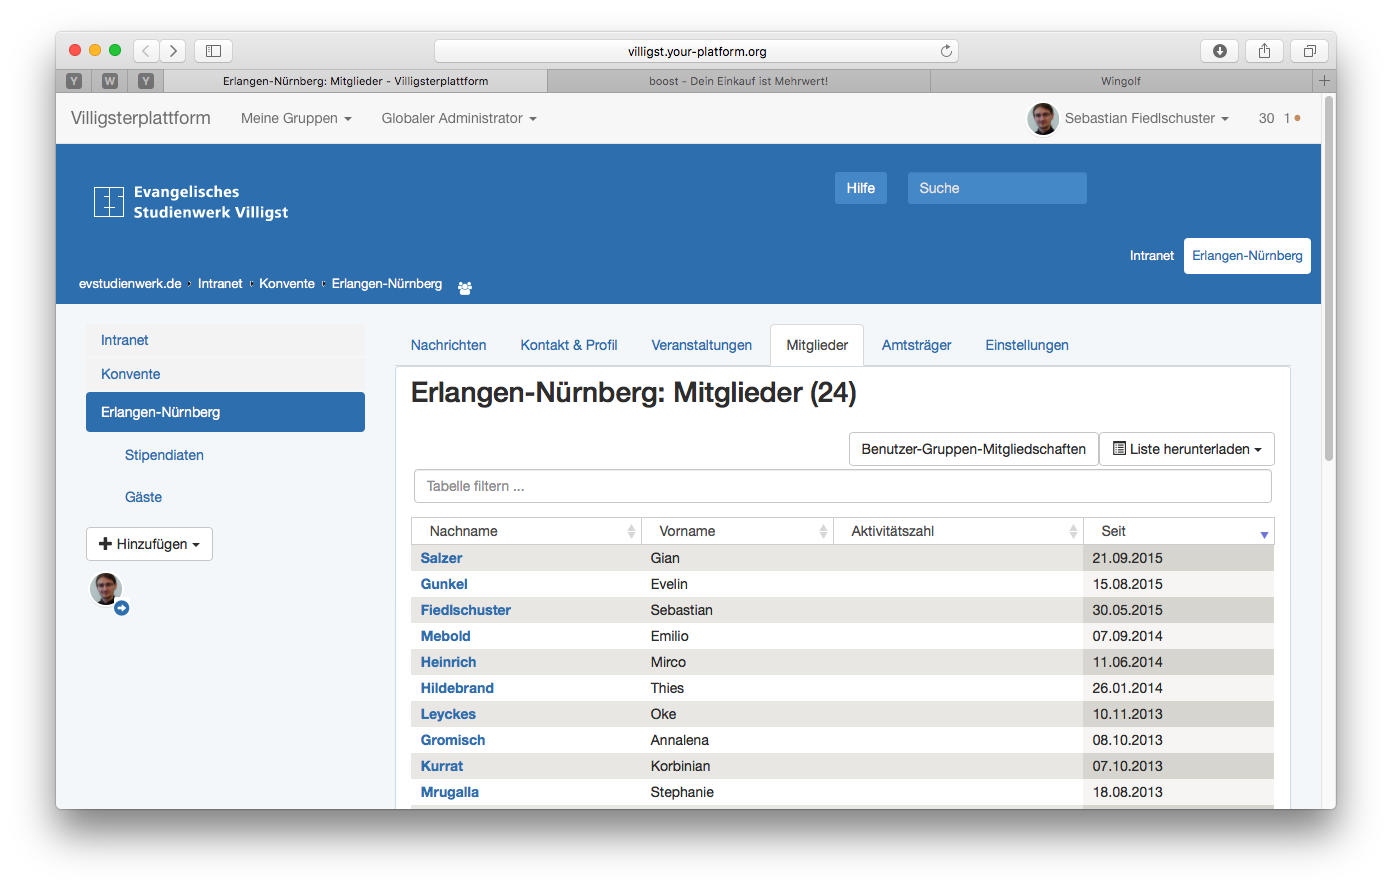 villigst.your-platform.org
Y W Y Erlangen-Nürnberg: Mitglieder - Villigsterplattform boost - Dein Einkauf ist Mehrwert! Wingolf
Villigsterplattform Meine Gruppen Globaler Administrator Sebastian Fiedlschuster 30 1
Evangelisches
Studienwerk Villigst
Hilfe Suche
Intranet Erlangen-Nürnberg
evstudienwerk.de › Intranet › Konvente › Erlangen-Nürnberg
Intranet
Konvente
Erlangen-Nürnberg
Stipendiaten
Gäste
Hinzufügen
Nachrichten Kontakt & Profil Veranstaltungen Mitglieder Amtsträger Einstellungen
Erlangen-Nürnberg: Mitglieder (24)
Benutzer-Gruppen-Mitgliedschaften Liste herunterladen
Tabelle filtern ...
Nachname Vorname Aktivitätszahl Seit
Salzer Gian 21.09.2015
Gunkel Evelin 15.08.2015
Fiedlschuster Sebastian 30.05.2015
Mebold Emilio 07.09.2014
Heinrich Mirco 11.06.2014
Hildebrand Thies 26.01.2014
Leyckes Oke 10.11.2013
Gromisch Annalena 08.10.2013
Kurrat Korbinian 07.10.2013
Mrugalla Stephanie 18.08.2013